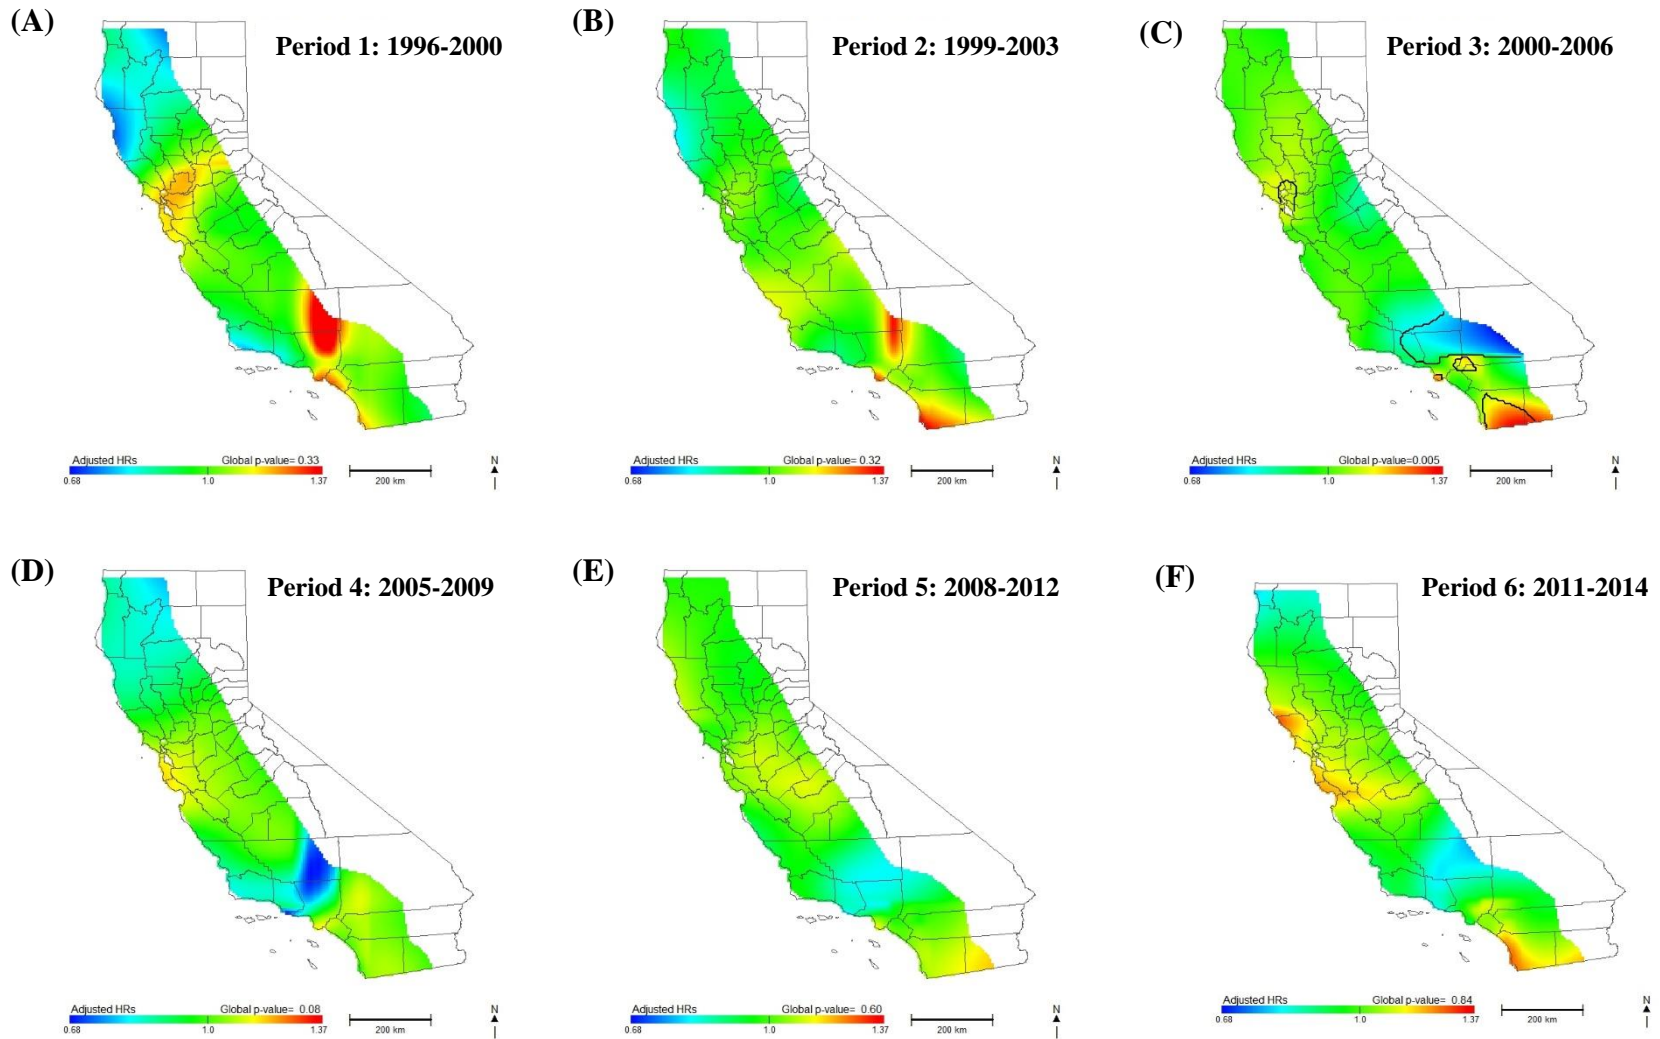 (A)
Period 1: 1996-2000
Adjusted HRs Global p-value= 0.33
0.68 1.0 1.37
200 km
N
(B)
Period 2: 1999-2003
Adjusted HRs Global p-value= 0.32
0.68 1.0 1.37
200 km
N
(C)
Period 3: 2000-2006
Adjusted HRs Global p-value=0.005
0.68 1.0 1.37
200 km
N
(D)
Period 4: 2005-2009
Adjusted HRs Global p-value= 0.08
0.68 1.0 1.37
200 km
N
(E)
Period 5: 2008-2012
Adjusted HRs Global p-value= 0.60
0.68 1.0 1.37
200 km
N
(F)
Period 6: 2011-2014
Adjusted HRs Global p-value= 0.84
0.68 1.0 1.37
200 km
N